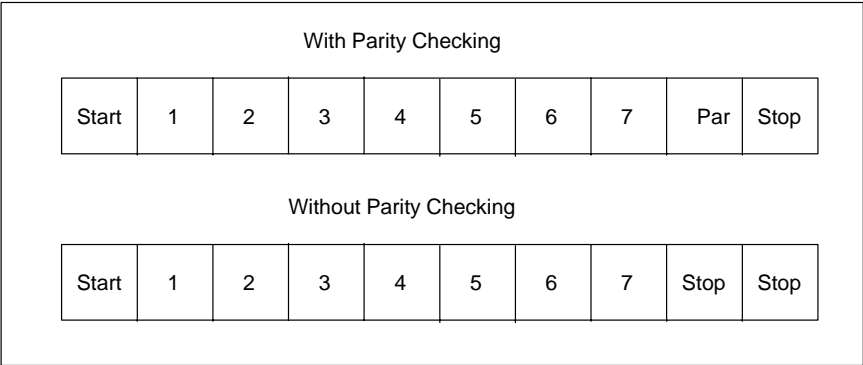 With Parity Checking
Start 1 2 3 4 5 6 7 Par Stop
Without Parity Checking
Start 1 2 3 4 5 6 7 Stop Stop